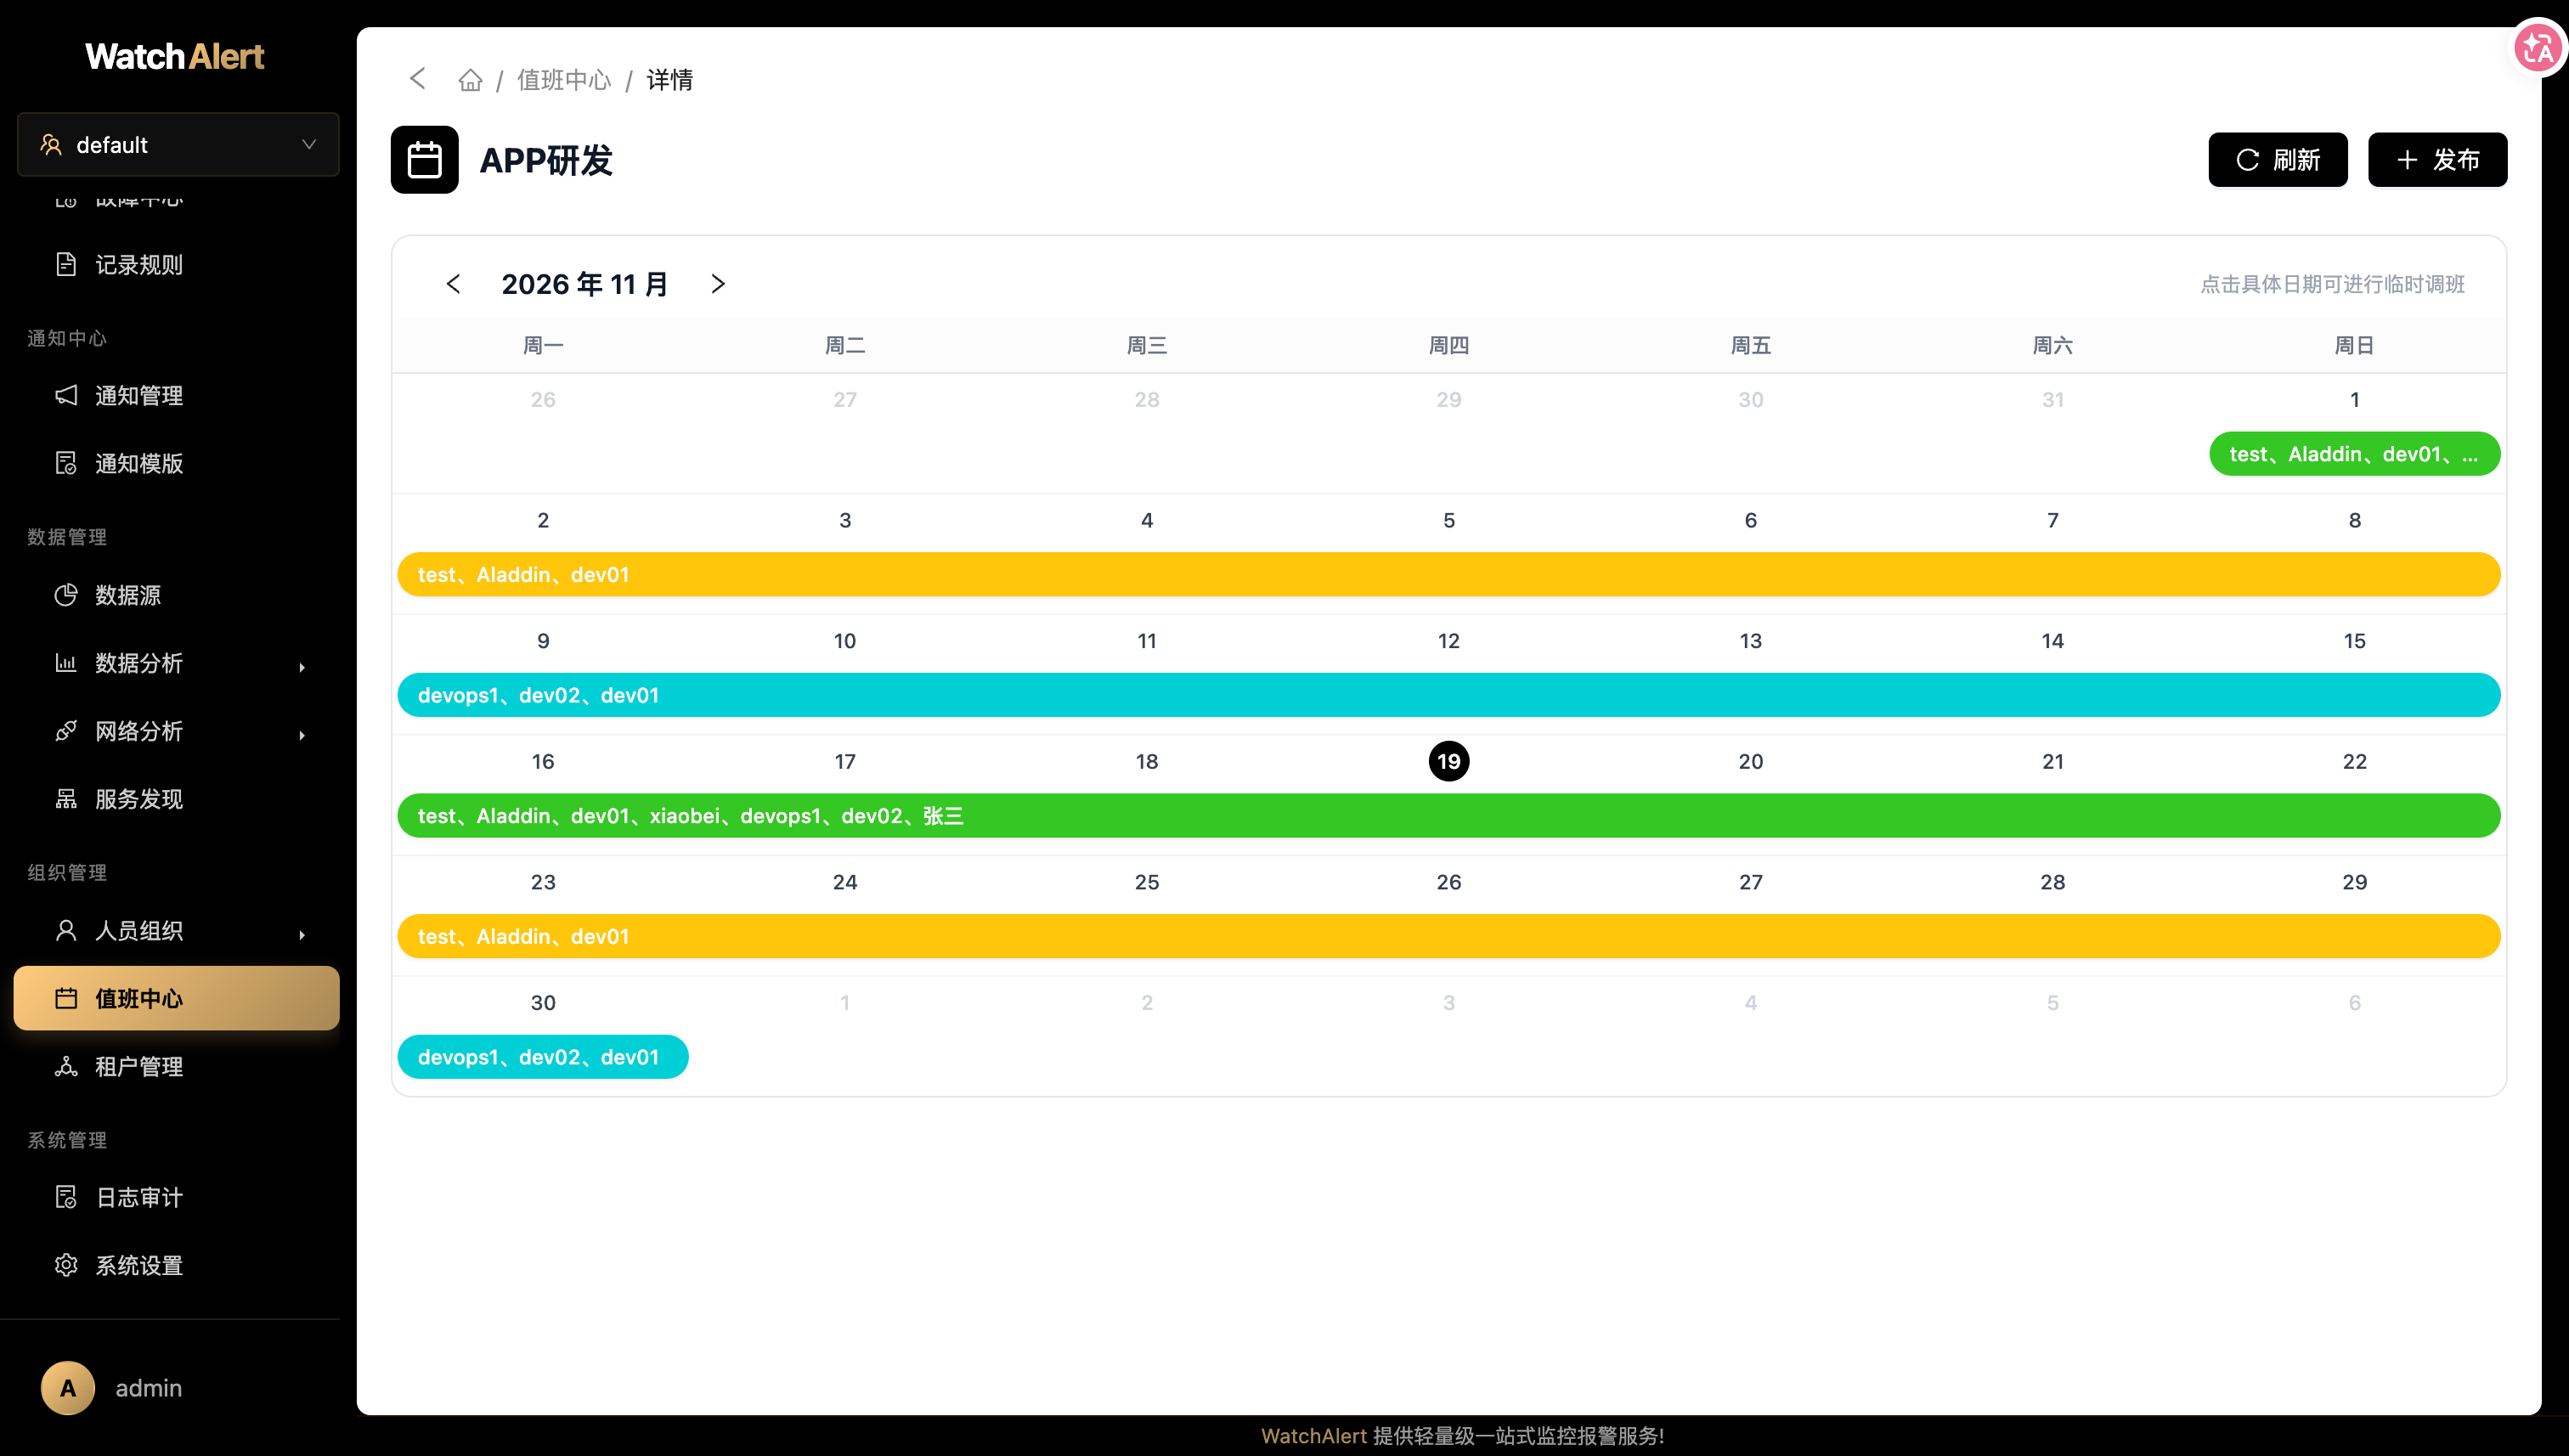 WatchAlert
default
记录规则
通知中心
通知管理
通知模版
数据管理
数据源
数据分析
网络分析
服务发现
组织管理
人员组织
值班中心
租户管理
系统管理
日志审计
系统设置
A admin
/ 值班中心 / 详情
APP研发
刷新
发布
2026 年 11 月
点击具体日期可进行临时调班
周一 周二 周三 周四 周五 周六 周日
26 27 28 29 30 31 1
test、Aladdin、dev01、...
2 3 4 5 6 7 8
test、Aladdin、dev01
9 10 11 12 13 14 15
devops1、dev02、dev01
16 17 18 19 20 21 22
test、Aladdin、dev01、xiaobei、devops1、dev02、张三
23 24 25 26 27 28 29
test、Aladdin、dev01
30 1 2 3 4 5 6
devops1、dev02、dev01
WatchAlert 提供轻量级一站式监控报警服务!